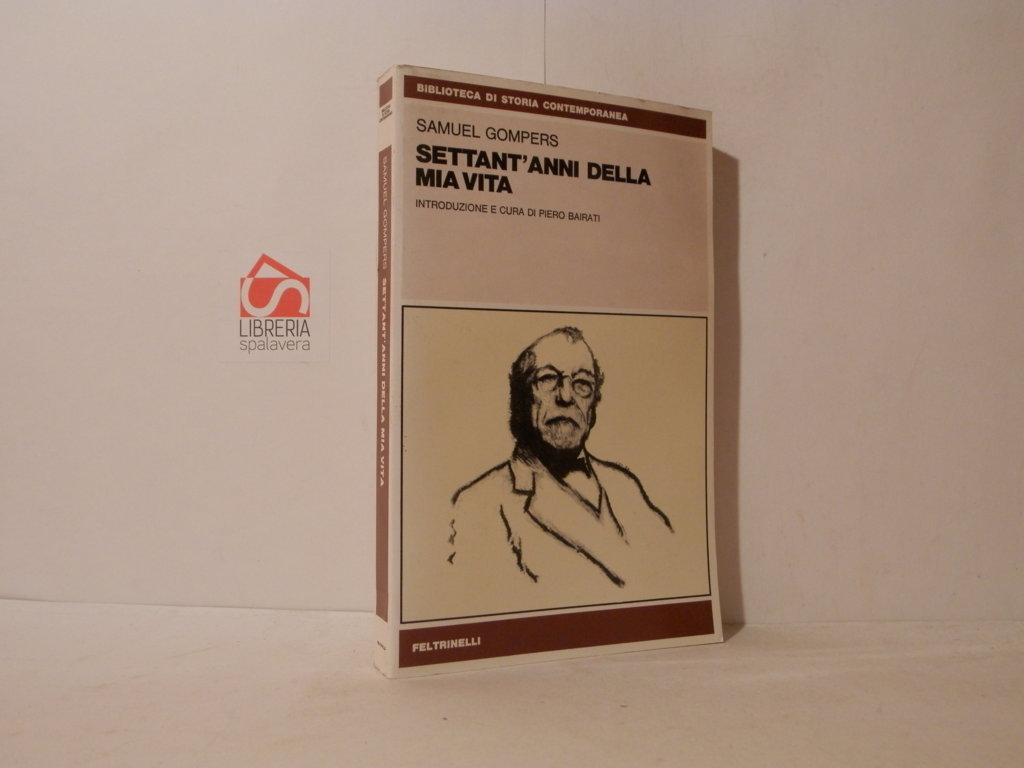 BIBLIOTECA DI STORIA CONTEMPORANEA
SAMUEL GOMPERS
SETTANT'ANNI DELLA
MIA VITA
INTRODUZIONE E CURA DI PIERO BAIRATI
FELTRINELLI
SAMUEL GOMPERS SETTANT'ANNI DELLA MIA VITA
LIBRERIA
spalavera